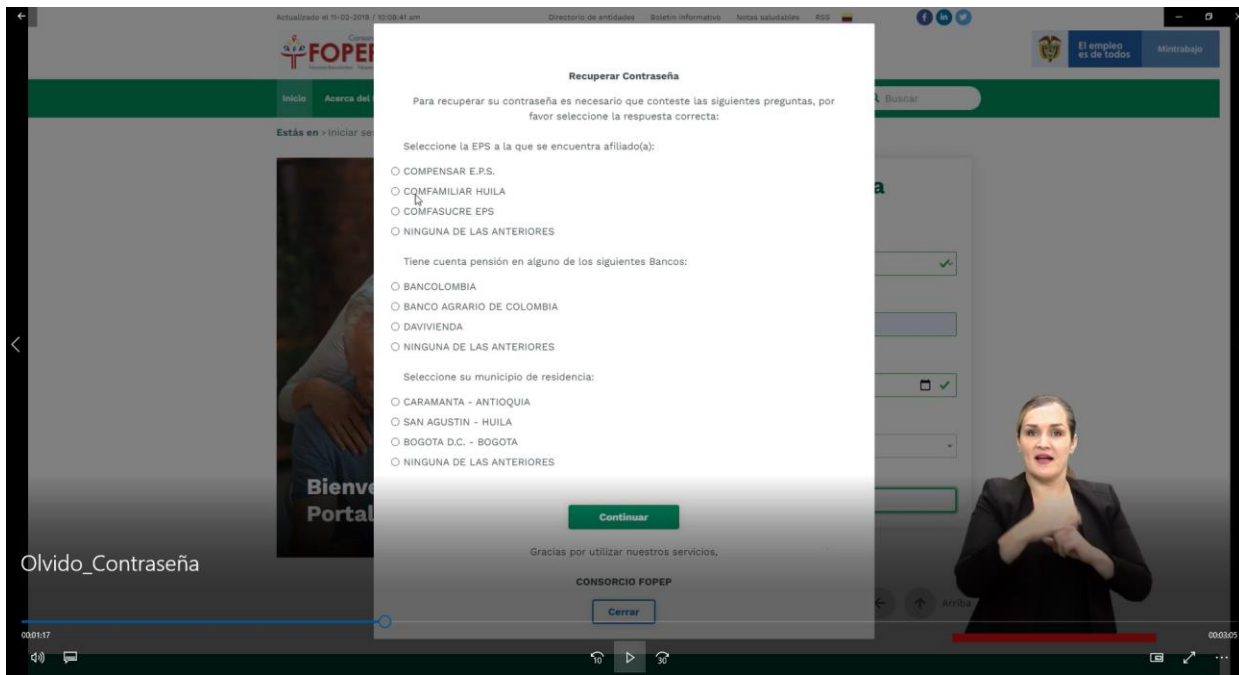 Actualizado el 11-02-2019 / 10:08:41 am
Directorio de entidades Boletín informativo Notas saludables RSS
FOPEP
El empleo es de todos
Mintrabajo
Inicio Acerca del
Buscar
Estás en > Iniciar se
Recuperar Contraseña
Para recuperar su contraseña es necesario que conteste las siguientes preguntas, por
favor seleccione la respuesta correcta:
Seleccione la EPS a la que se encuentra afiliado(a):
COMPENSAR E.P.S.
COMFAMILIAR HUILA
COMFASUCRE EPS
NINGUNA DE LAS ANTERIORES
Tiene cuenta pensión en alguno de los siguientes Bancos:
BANCOLOMBIA
BANCO AGRARIO DE COLOMBIA
DAVIVIENDA
NINGUNA DE LAS ANTERIORES
Seleccione su municipio de residencia:
CARAMANTA - ANTIOQUIA
SAN AGUSTIN - HUILA
BOGOTA D.C. - BOGOTA
NINGUNA DE LAS ANTERIORES
Bienve
Portal
Continuar
Gracias por utilizar nuestros servicios,
CONSORCIO FOPEP
Cerrar
Arriba
Olvido_Contraseña
00:01:17
00:03:05
10
30